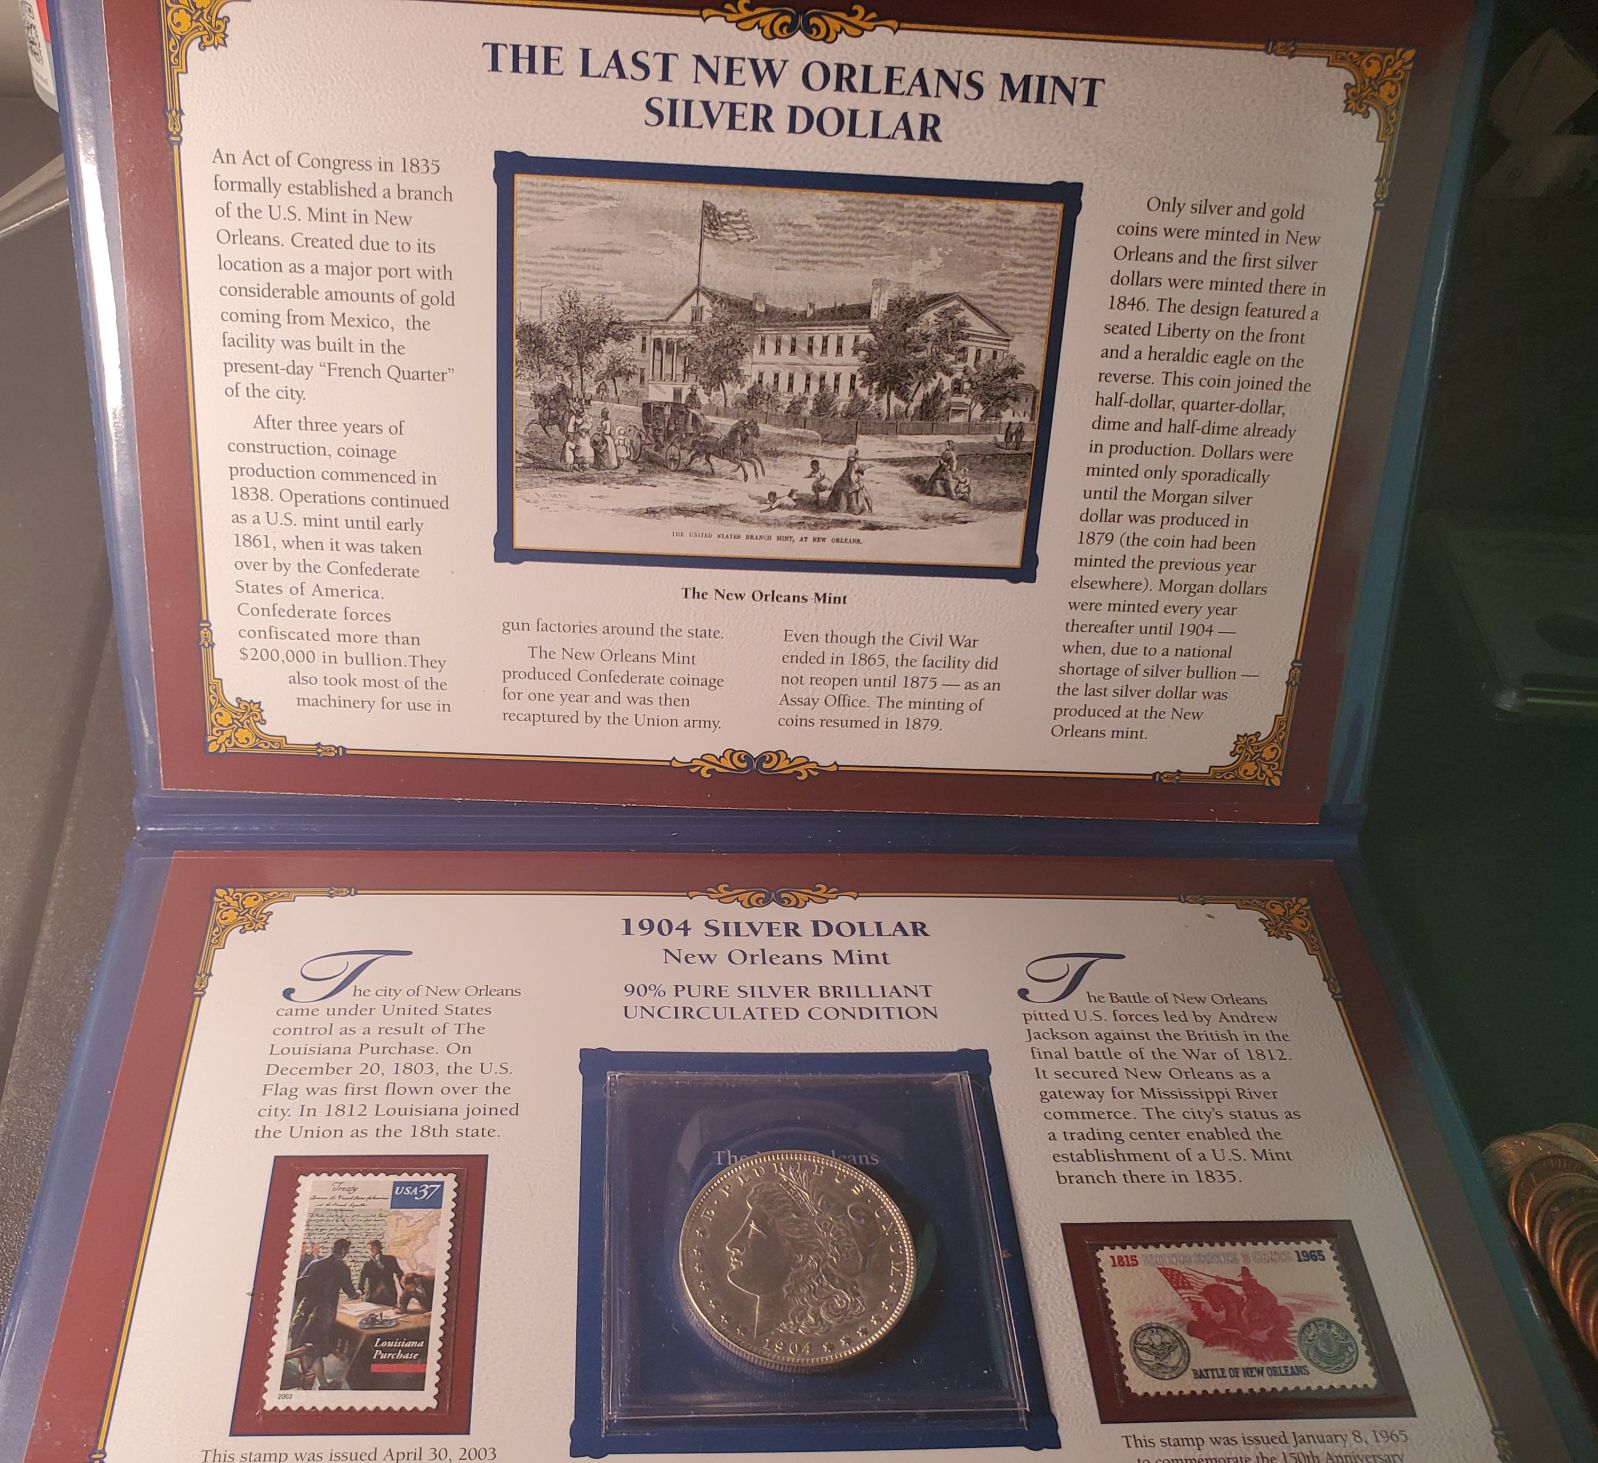 THE LAST NEW ORLEANS MINT
SILVER DOLLAR
An Act of Congress in 1835
formally established a branch
of the U.S. Mint in New
Orleans. Created due to its
location as a major port with
considerable amounts of gold
coming from Mexico, the
facility was built in the
present-day “French Quarter”
of the city.
After three years of
construction, coinage
production commenced in
1838. Operations continued
as a U.S. mint until early
1861, when it was taken
over by the Confederate
States of America.
Confederate forces
confiscated more than
$200,000 in bullion.They
also took most of the
machinery for use in
THE UNITED STATES BRANCH MINT, AT NEW ORLEANS.
The New Orleans Mint
gun factories around the state.
The New Orleans Mint
produced Confederate coinage
for one year and was then
recaptured by the Union army.
Even though the Civil War
ended in 1865, the facility did
not reopen until 1875 — as an
Assay Office. The minting of
coins resumed in 1879.
Only silver and gold
coins were minted in New
Orleans and the first silver
dollars were minted there in
1846. The design featured a
seated Liberty on the front
and a heraldic eagle on the
reverse. This coin joined the
half-dollar, quarter-dollar,
dime and half-dime already
in production. Dollars were
minted only sporadically
until the Morgan silver
dollar was produced in
1879 (the coin had been
minted the previous year
elsewhere). Morgan dollars
were minted every year
thereafter until 1904 —
when, due to a national
shortage of silver bullion —
the last silver dollar was
produced at the New
Orleans mint.
1904 SILVER DOLLAR
New Orleans Mint
90% PURE SILVER BRILLIANT
UNCIRCULATED CONDITION
The city of New Orleans
came under United States
control as a result of The
Louisiana Purchase. On
December 20, 1803, the U.S.
Flag was first flown over the
city. In 1812 Louisiana joined
the Union as the 18th state.
Treaty
USA 37
Louisiana
Purchase
2003
This stamp was issued April 30, 2003
The leans
E·PLURIBUS·UNUM
1904
The Battle of New Orleans
pitted U.S. forces led by Andrew
Jackson against the British in the
final battle of the War of 1812.
It secured New Orleans as a
gateway for Mississippi River
commerce. The city's status as
a trading center enabled the
establishment of a U.S. Mint
branch there in 1835.
1815 1965
BATTLE OF NEW ORLEANS
This stamp was issued January 8, 1965
to commemorate the 150th Anniversary